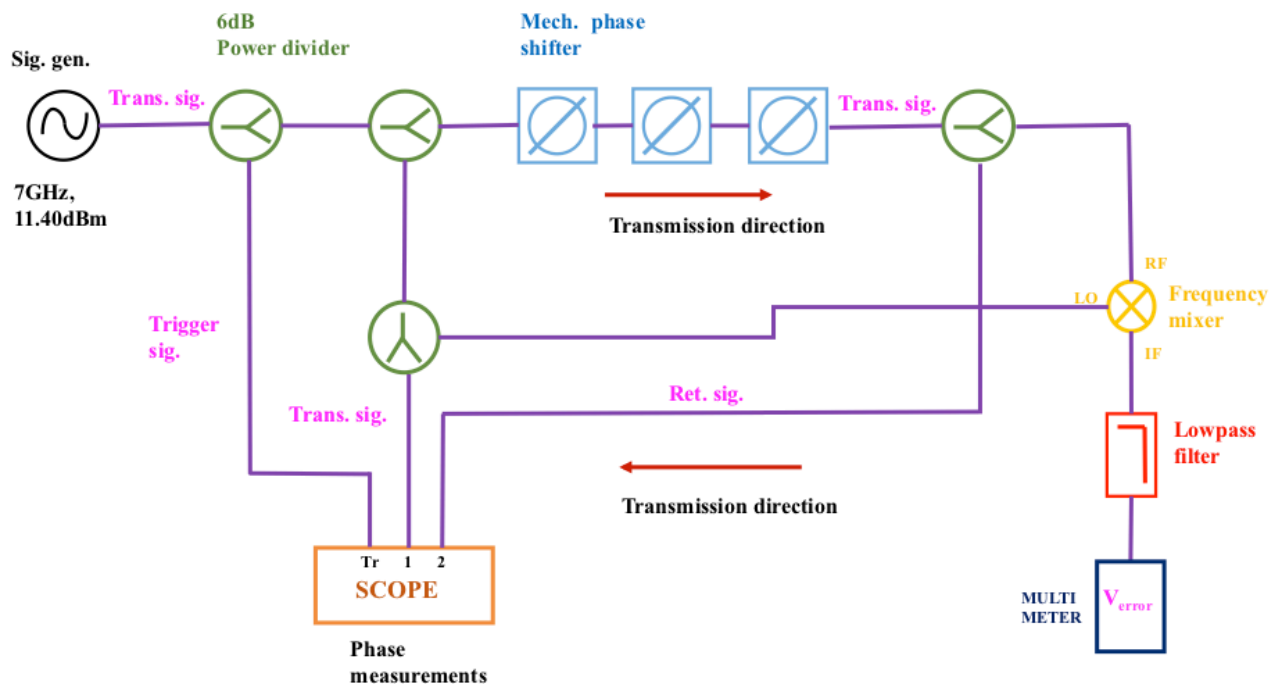 6dB
Power divider
Mech. phase
shifter
Sig. gen.
Trans. sig.
Trans. sig.
7GHz,
11.40dBm
Transmission direction
RF
LO
Frequency
mixer
IF
Trigger
sig.
Trans. sig.
Ret. sig.
Lowpass
filter
Transmission direction
Tr 1 2
SCOPE
MULTI
METER
Verror
Phase
measurements